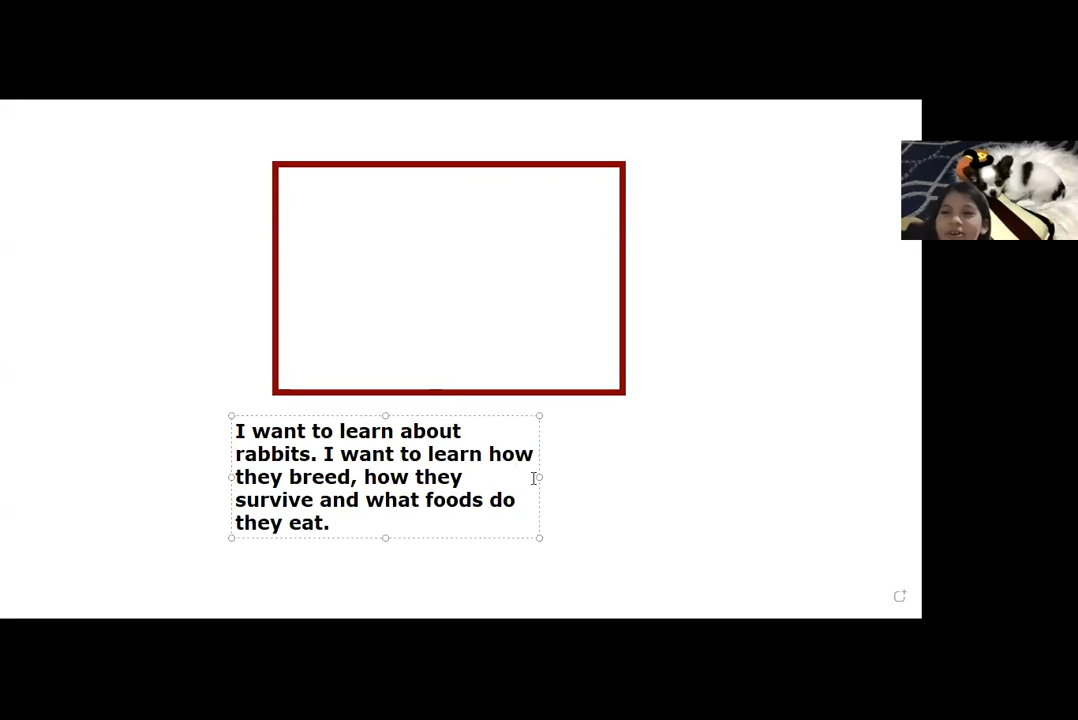 I want to learn about
rabbits. I want to learn how
they breed, how they
survive and what foods do
they eat.